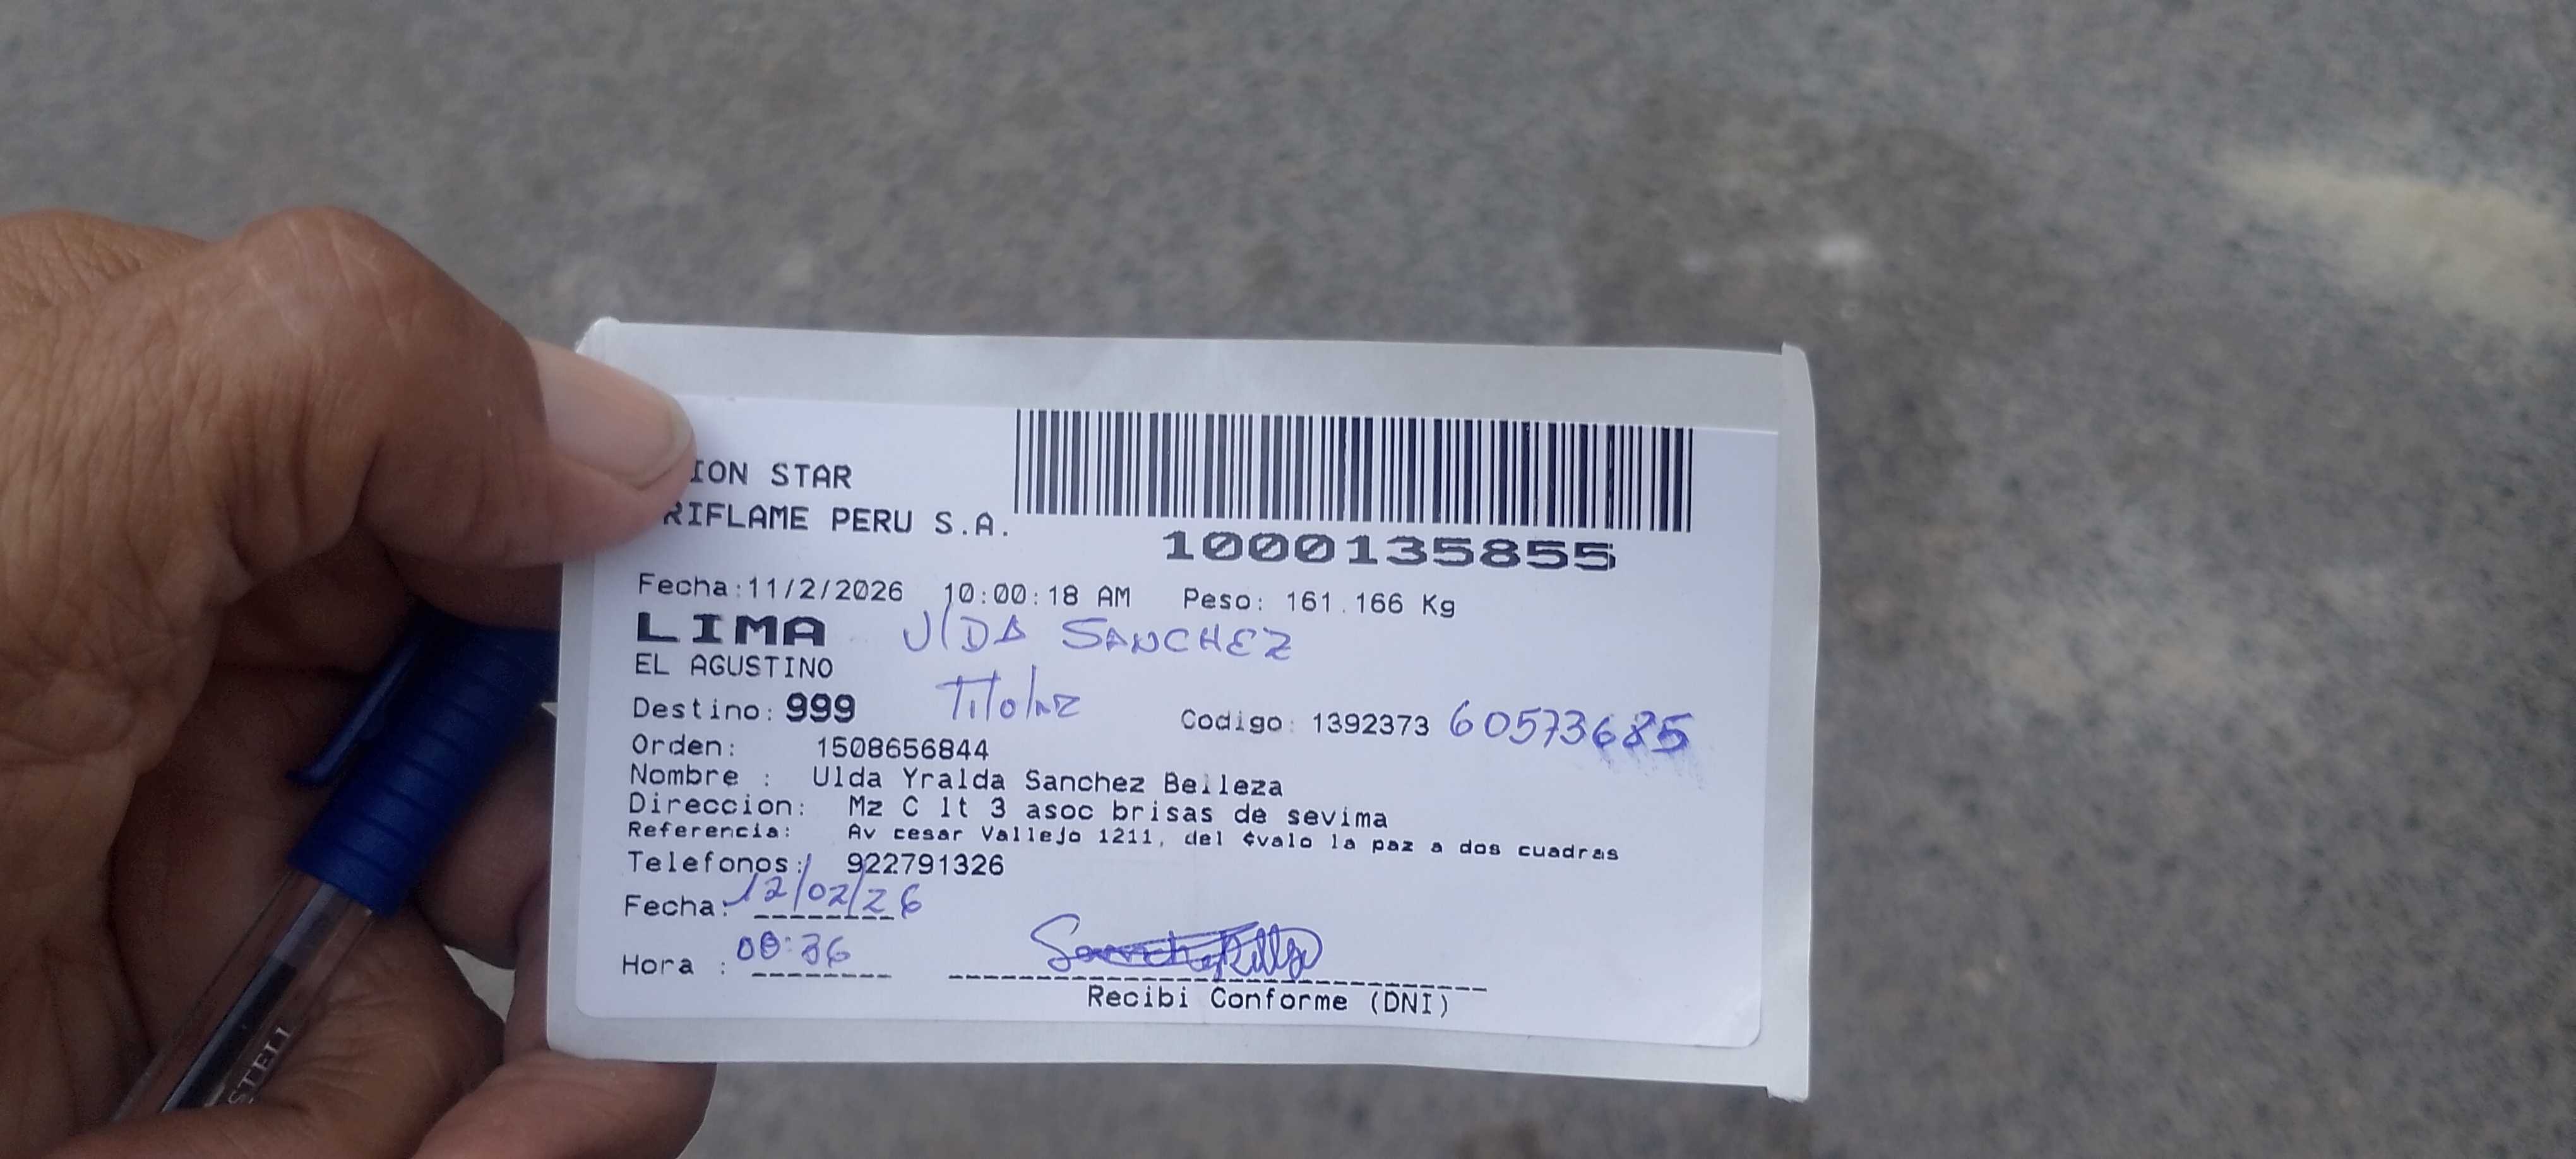 ION STAR
RIFLAME PERU S.A.
1000135855
Fecha:11/2/2026 10:00:18 AM Peso: 161.166 Kg
LIMA UlDA SANCHEZ
EL AGUSTINO
Destino: 999 Titular
Codigo: 1392373 60573685
Orden: 1508656844
Nombre : Ulda Yralda Sanchez Belleza
Direccion: Mz C lt 3 asoc brisas de sevima
Referencia: Av cesar Vallejo 1211, del ¢valo la paz a dos cuadras
Telefonos: 922791326
Fecha: 12/02/26
Hora : 08:36
Recibi Conforme (DNI)
STELL